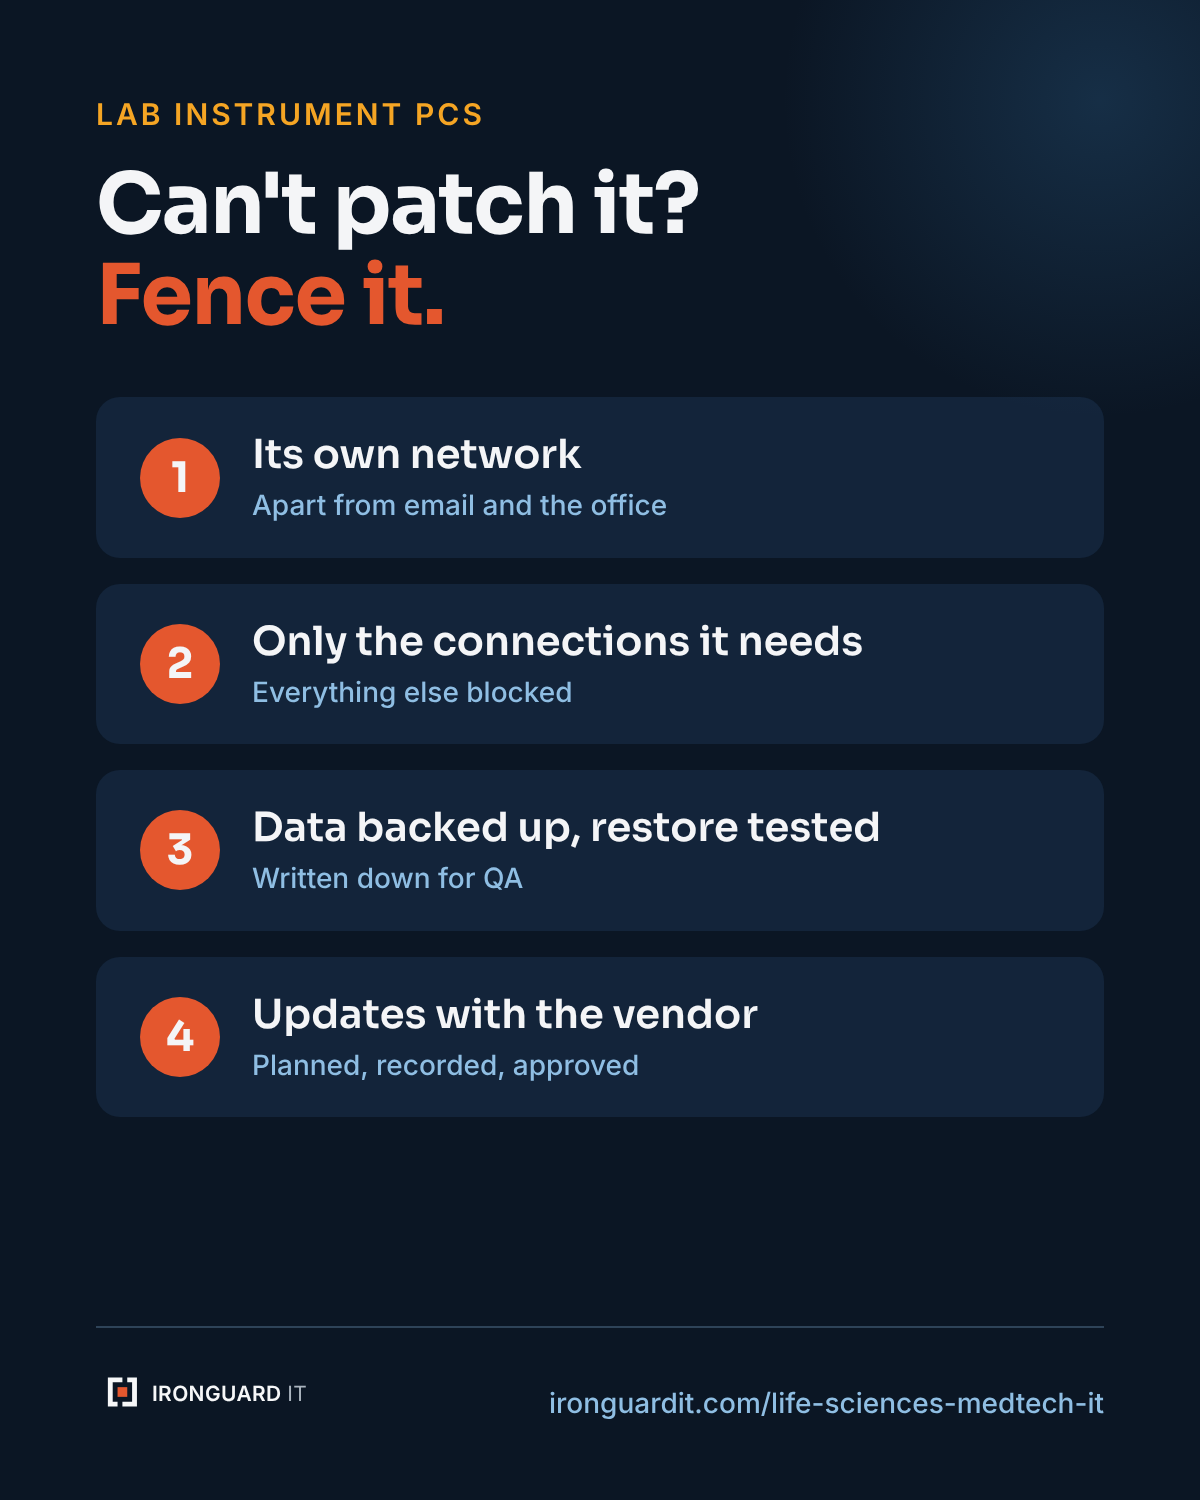 LAB INSTRUMENT PCS
Can't patch it?
Fence it.
1
Its own network
Apart from email and the office
2
Only the connections it needs
Everything else blocked
3
Data backed up, restore tested
Written down for QA
4
Updates with the vendor
Planned, recorded, approved
IRONGUARD IT
ironguardit.com/life-sciences-medtech-it